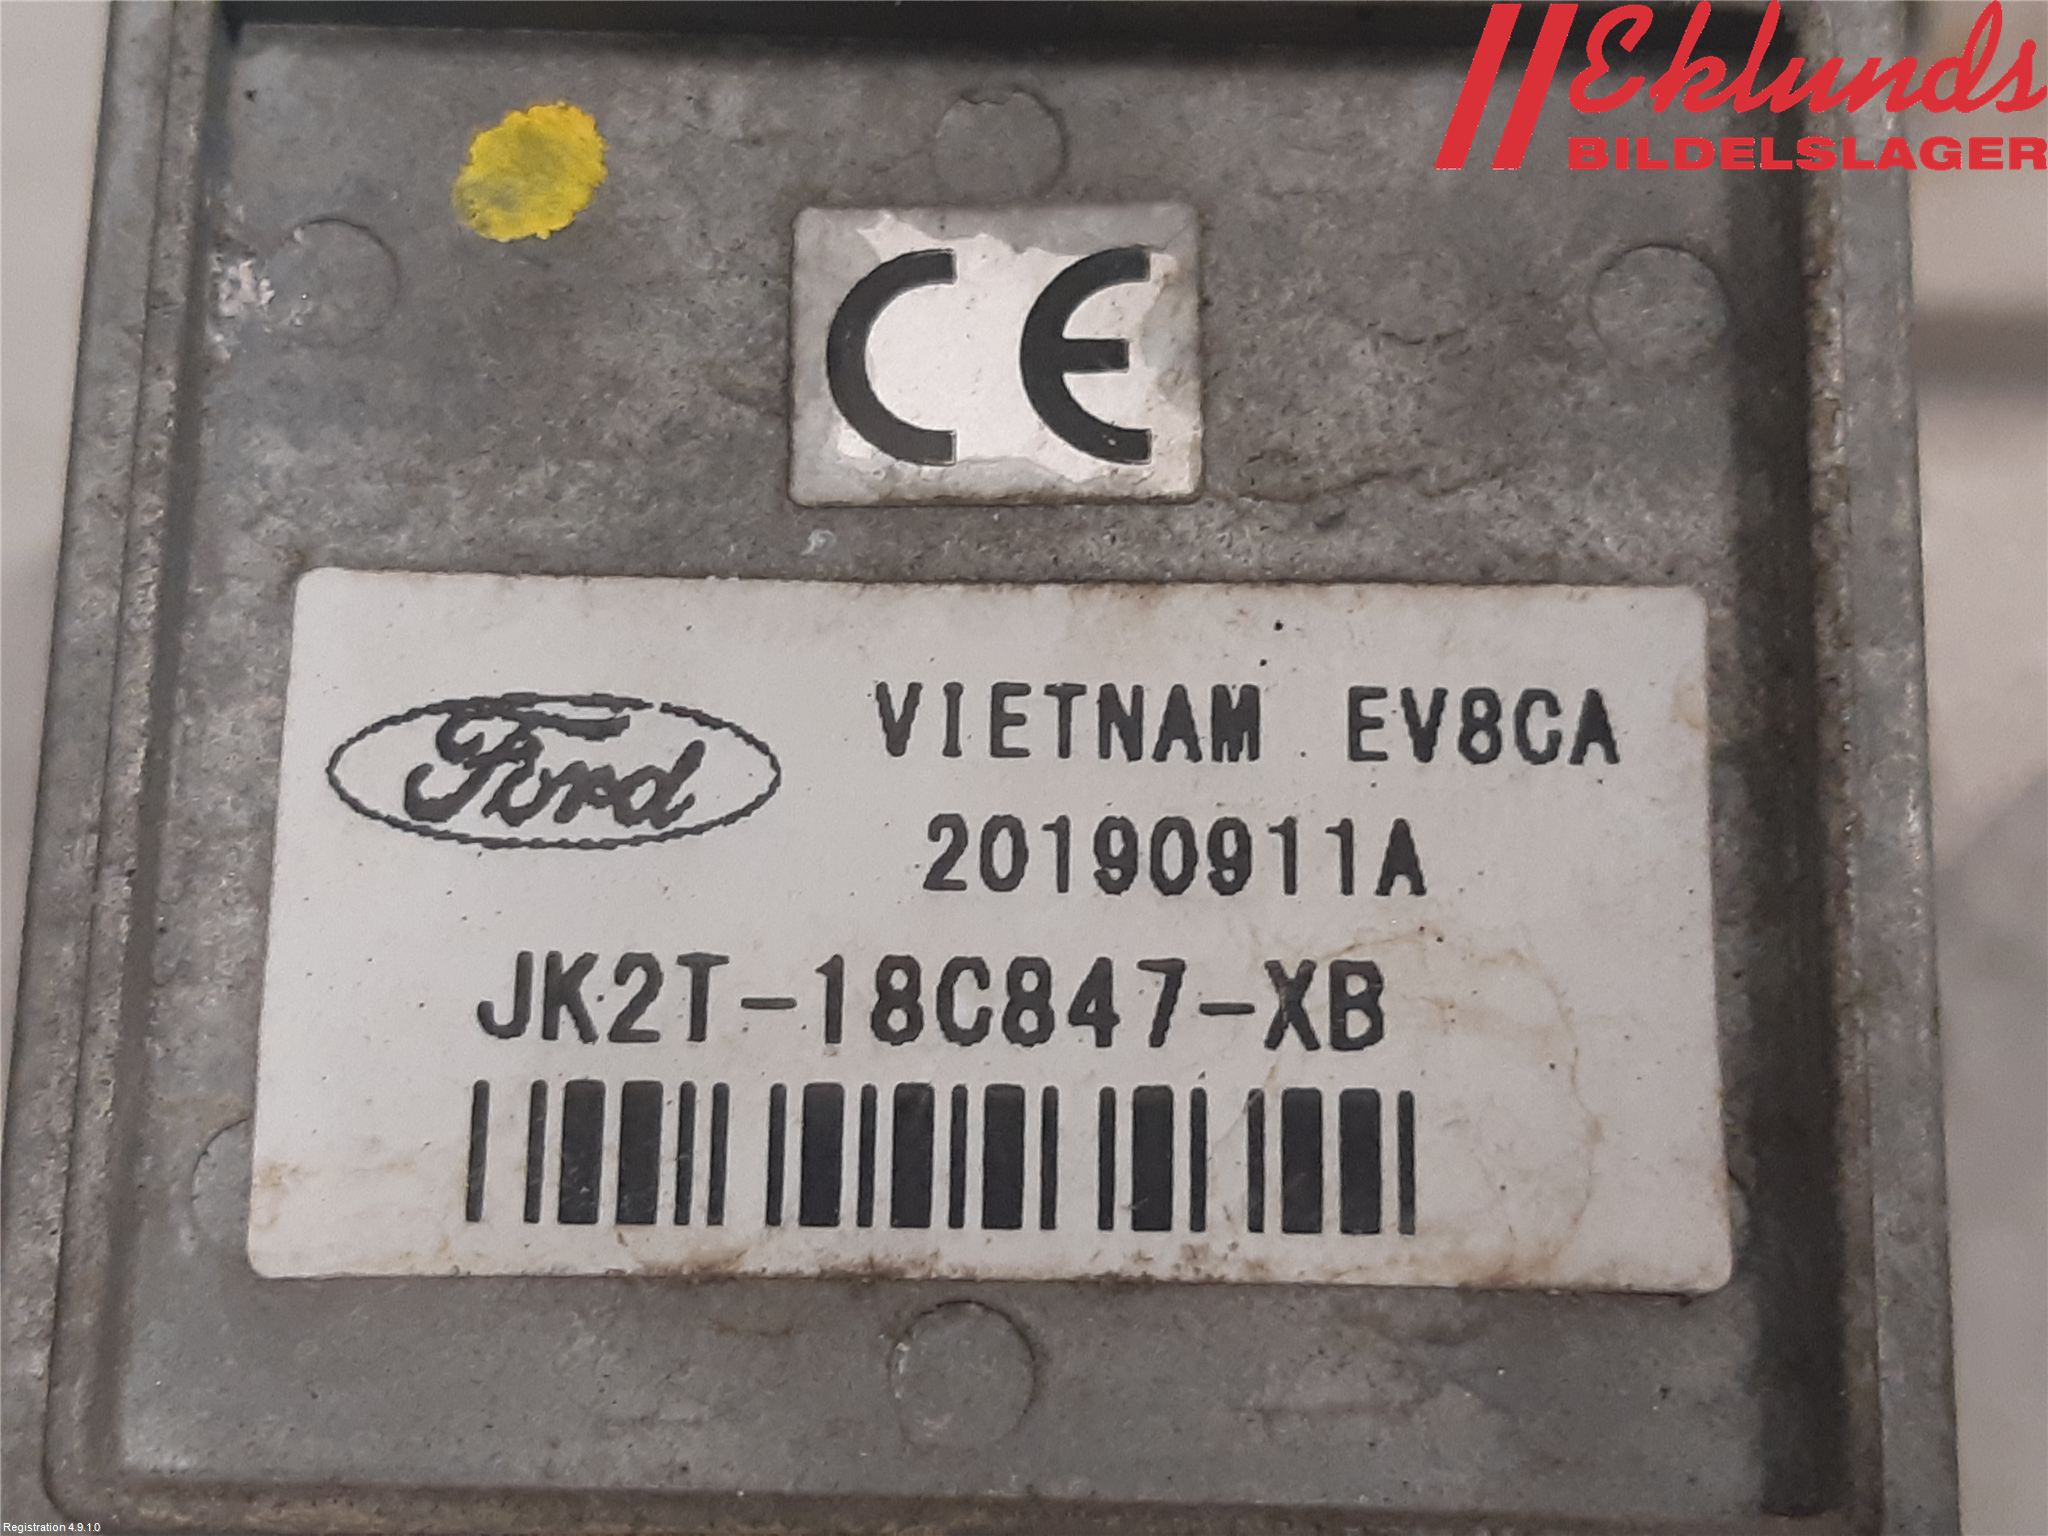 Eklunds
BILDELSLAGER
CE
Ford
VIETNAM EV8CA
20190911A
JK2T-18C847-XB
Registration 4.9.1.0